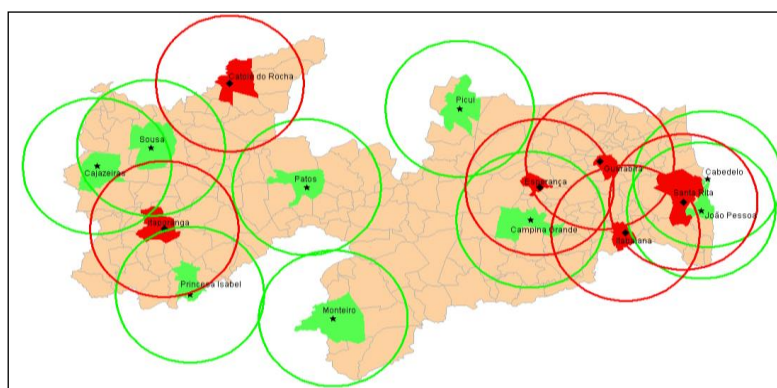 Catolé do Rocha
Picuí
Sousa
Cajazeiras
Patos
Esperança
Guarabira
Cabedelo
Santa Rita
João Pessoa
Itaporanga
Campina Grande
Itabaiana
Princesa Isabel
Monteiro